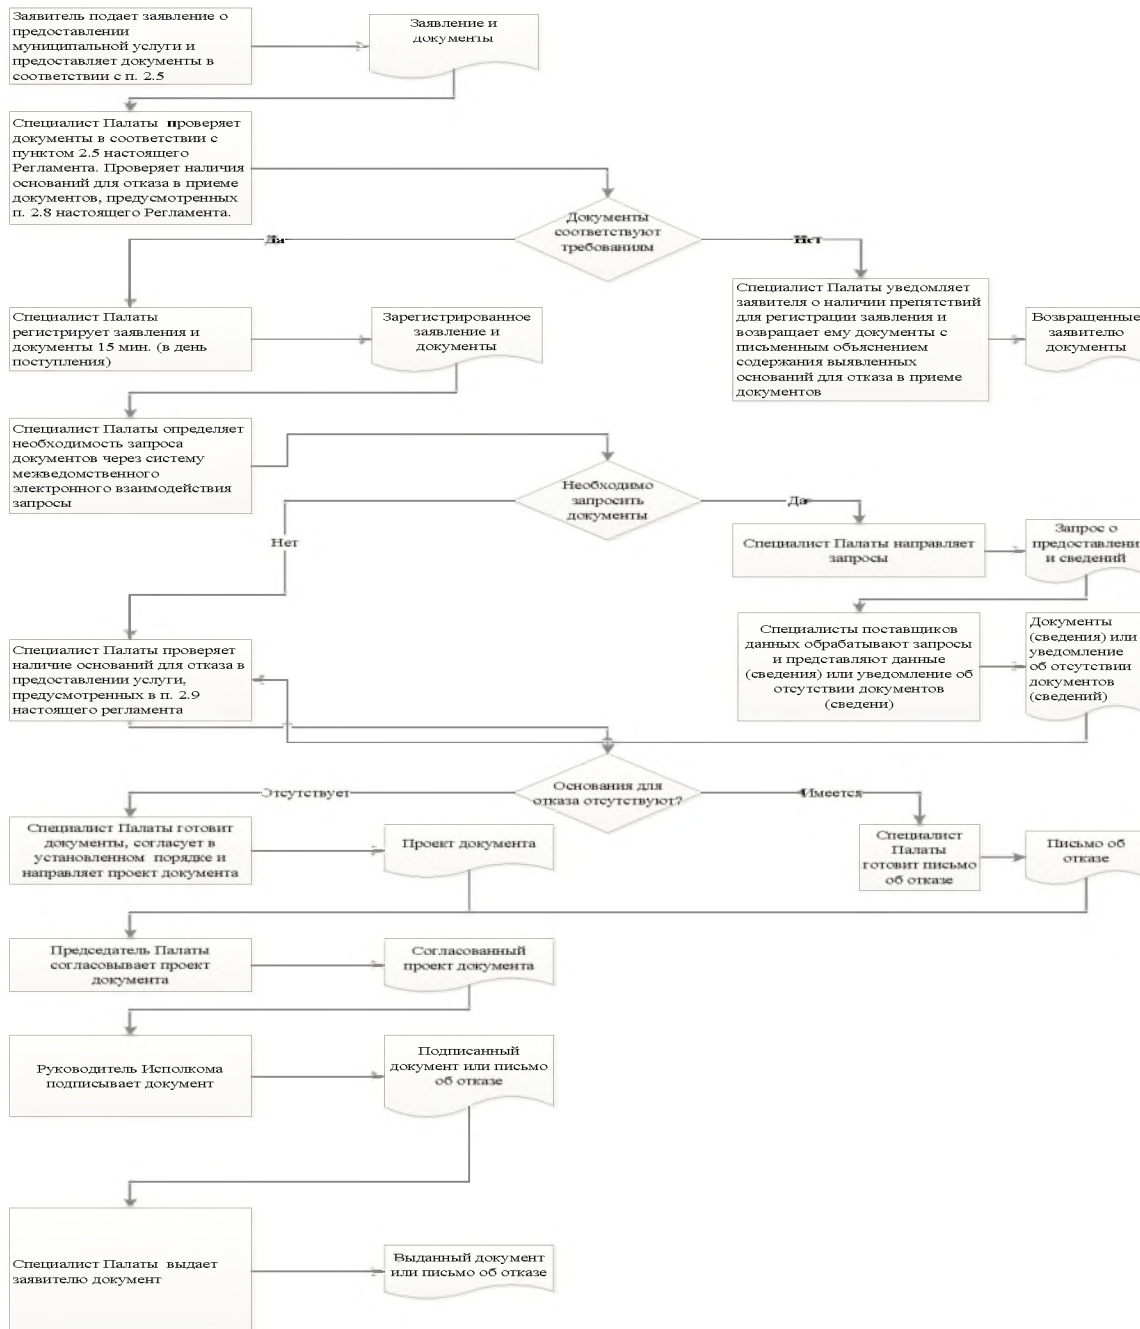 Заявитель подает заявление о
предоставлении
муниципальной услуги и
предоставляет документы в
соответствии с п. 2.5
Заявление и
документы
Специалист Палаты проверяет
документы в соответствии с
пунктом 2.5 настоящего
Регламента. Проверяет наличия
оснований для отказа в приеме
документов, предусмотренных
п. 2.8 настоящего Регламента.
Документы
соответствуют
требованиям
Да
Нет
Специалист Палаты
регистрирует заявления и
документы 15 мин. (в день
поступления)
Зарегистрированное
заявление и
документы
Специалист Палаты уведомляет
заявителя о наличии препятствий
для регистрации заявления и
возвращает ему документы с
письменным объяснением
содержания выявленных
оснований для отказа в приеме
документов
Возвращенные
заявителю
документы
Специалист Палаты определяет
необходимость запроса
документов через систему
межведомственного
электронного взаимодействия
запросы
Необходимо
запросить
документы
Нет
Да
Специалист Палаты направляет
запросы
Запрос о
предоставлени
и сведений
Специалисты поставщиков
данных обрабатывают запросы
и представляют данные
(сведения) или уведомление об
отсутствии документов
(сведени)
Документы
(сведения) или
уведомление
об отсутствии
документов
(сведений)
Специалист Палаты проверяет
наличие оснований для отказа в
предоставлении услуги,
предусмотренных в п. 2.9
настоящего регламента
Основания для
отказа отсутствуют?
Отсутствует
Имеется
Специалист Палаты готовит
документы, согласует в
установленном порядке и
направляет проект документа
Проект документа
Специалист
Палаты
готовит письмо
об отказе
Письмо об
отказе
Председатель Палаты
согласовывает проект
документа
Согласованный
проект документа
Руководитель Исполкома
подписывает документ
Подписанный
документ или письмо
об отказе
Специалист Палаты выдает
заявителю документ
Выданный документ
или письмо об отказе